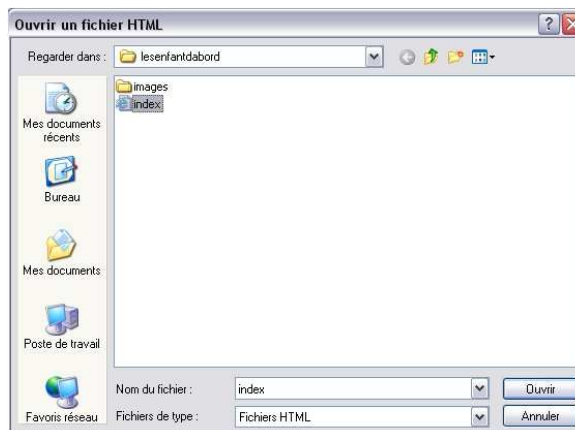 Ouvrir un fichier HTML
Regarder dans :
lesenfantdabord
images
index
Mes documents
récents
Bureau
Mes documents
Poste de travail
Favoris réseau
Nom du fichier :
index
Ouvrir
Fichiers de type :
Fichiers HTML
Annuler